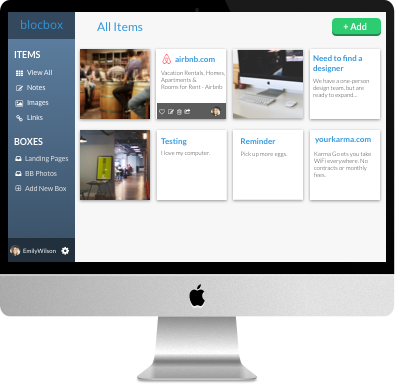 blocbox
All Items
+ Add
ITEMS
View All
Notes
Images
Links
BOXES
Landing Pages
BB Photos
Add New Box
EmilyWilson
airbnb.com
Vacation Rentals, Homes,
Apartments &
Rooms for Rent - Airbnb
Need to find a
designer
We have a one-person
design team, but are
ready to expand...
Testing
I love my computer.
Reminder
Pick up more eggs.
yourkarma.com
Karma Go lets you take
WiFi everywhere. No
contracts or monthly
fees.